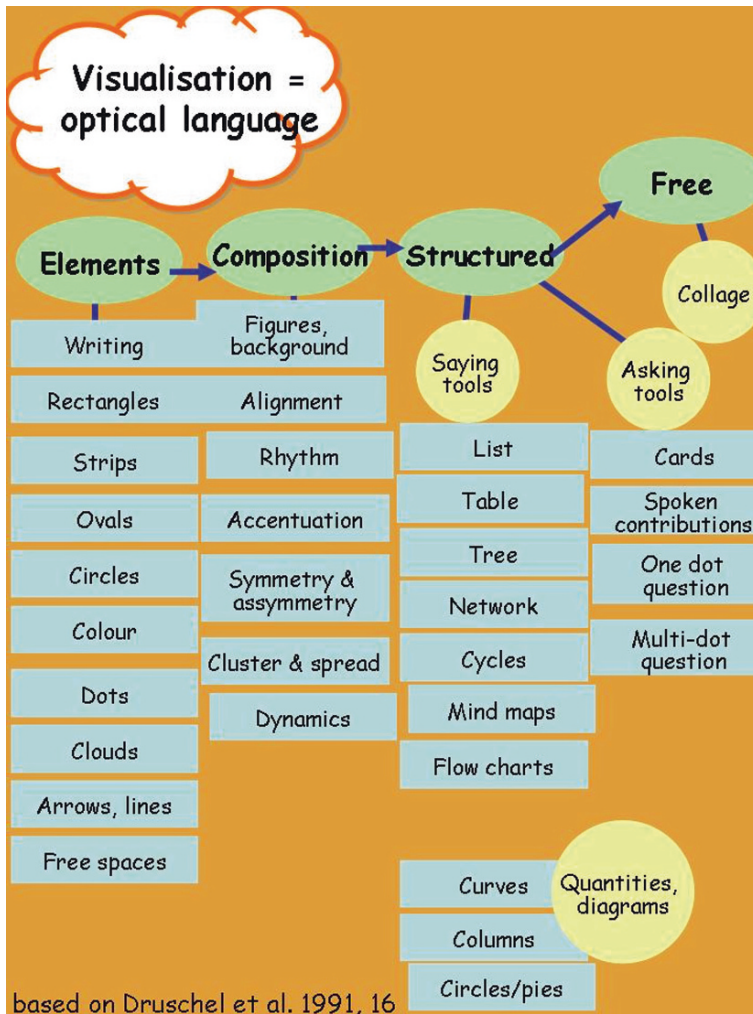 Visualisation =
optical language
Free
Elements
Composition
Structured
Collage
Saying
tools
Asking
tools
Writing
Rectangles
Strips
Ovals
Circles
Colour
Dots
Clouds
Arrows, lines
Free spaces
Figures,
background
Alignment
Rhythm
Accentuation
Symmetry &
assymmetry
Cluster & spread
Dynamics
List
Table
Tree
Network
Cycles
Mind maps
Flow charts
Cards
Spoken
contributions
One dot
question
Multi-dot
question
Quantities,
diagrams
Curves
Columns
Circles/pies
based on Druschel et al. 1991, 16